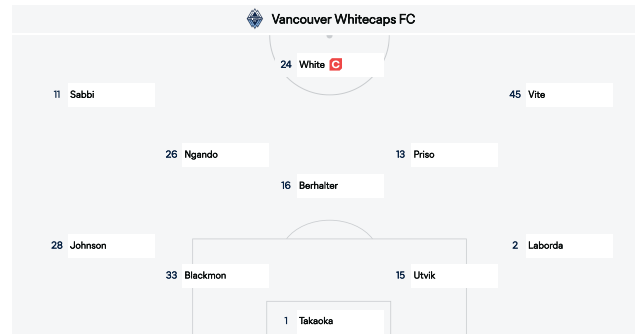 Vancouver Whitecaps FC
24 White C
11 Sabbi
45 Vite
26 Ngando
13 Priso
16 Berhalter
28 Johnson
2 Laborda
33 Blackmon
15 Utvik
1 Takaoka